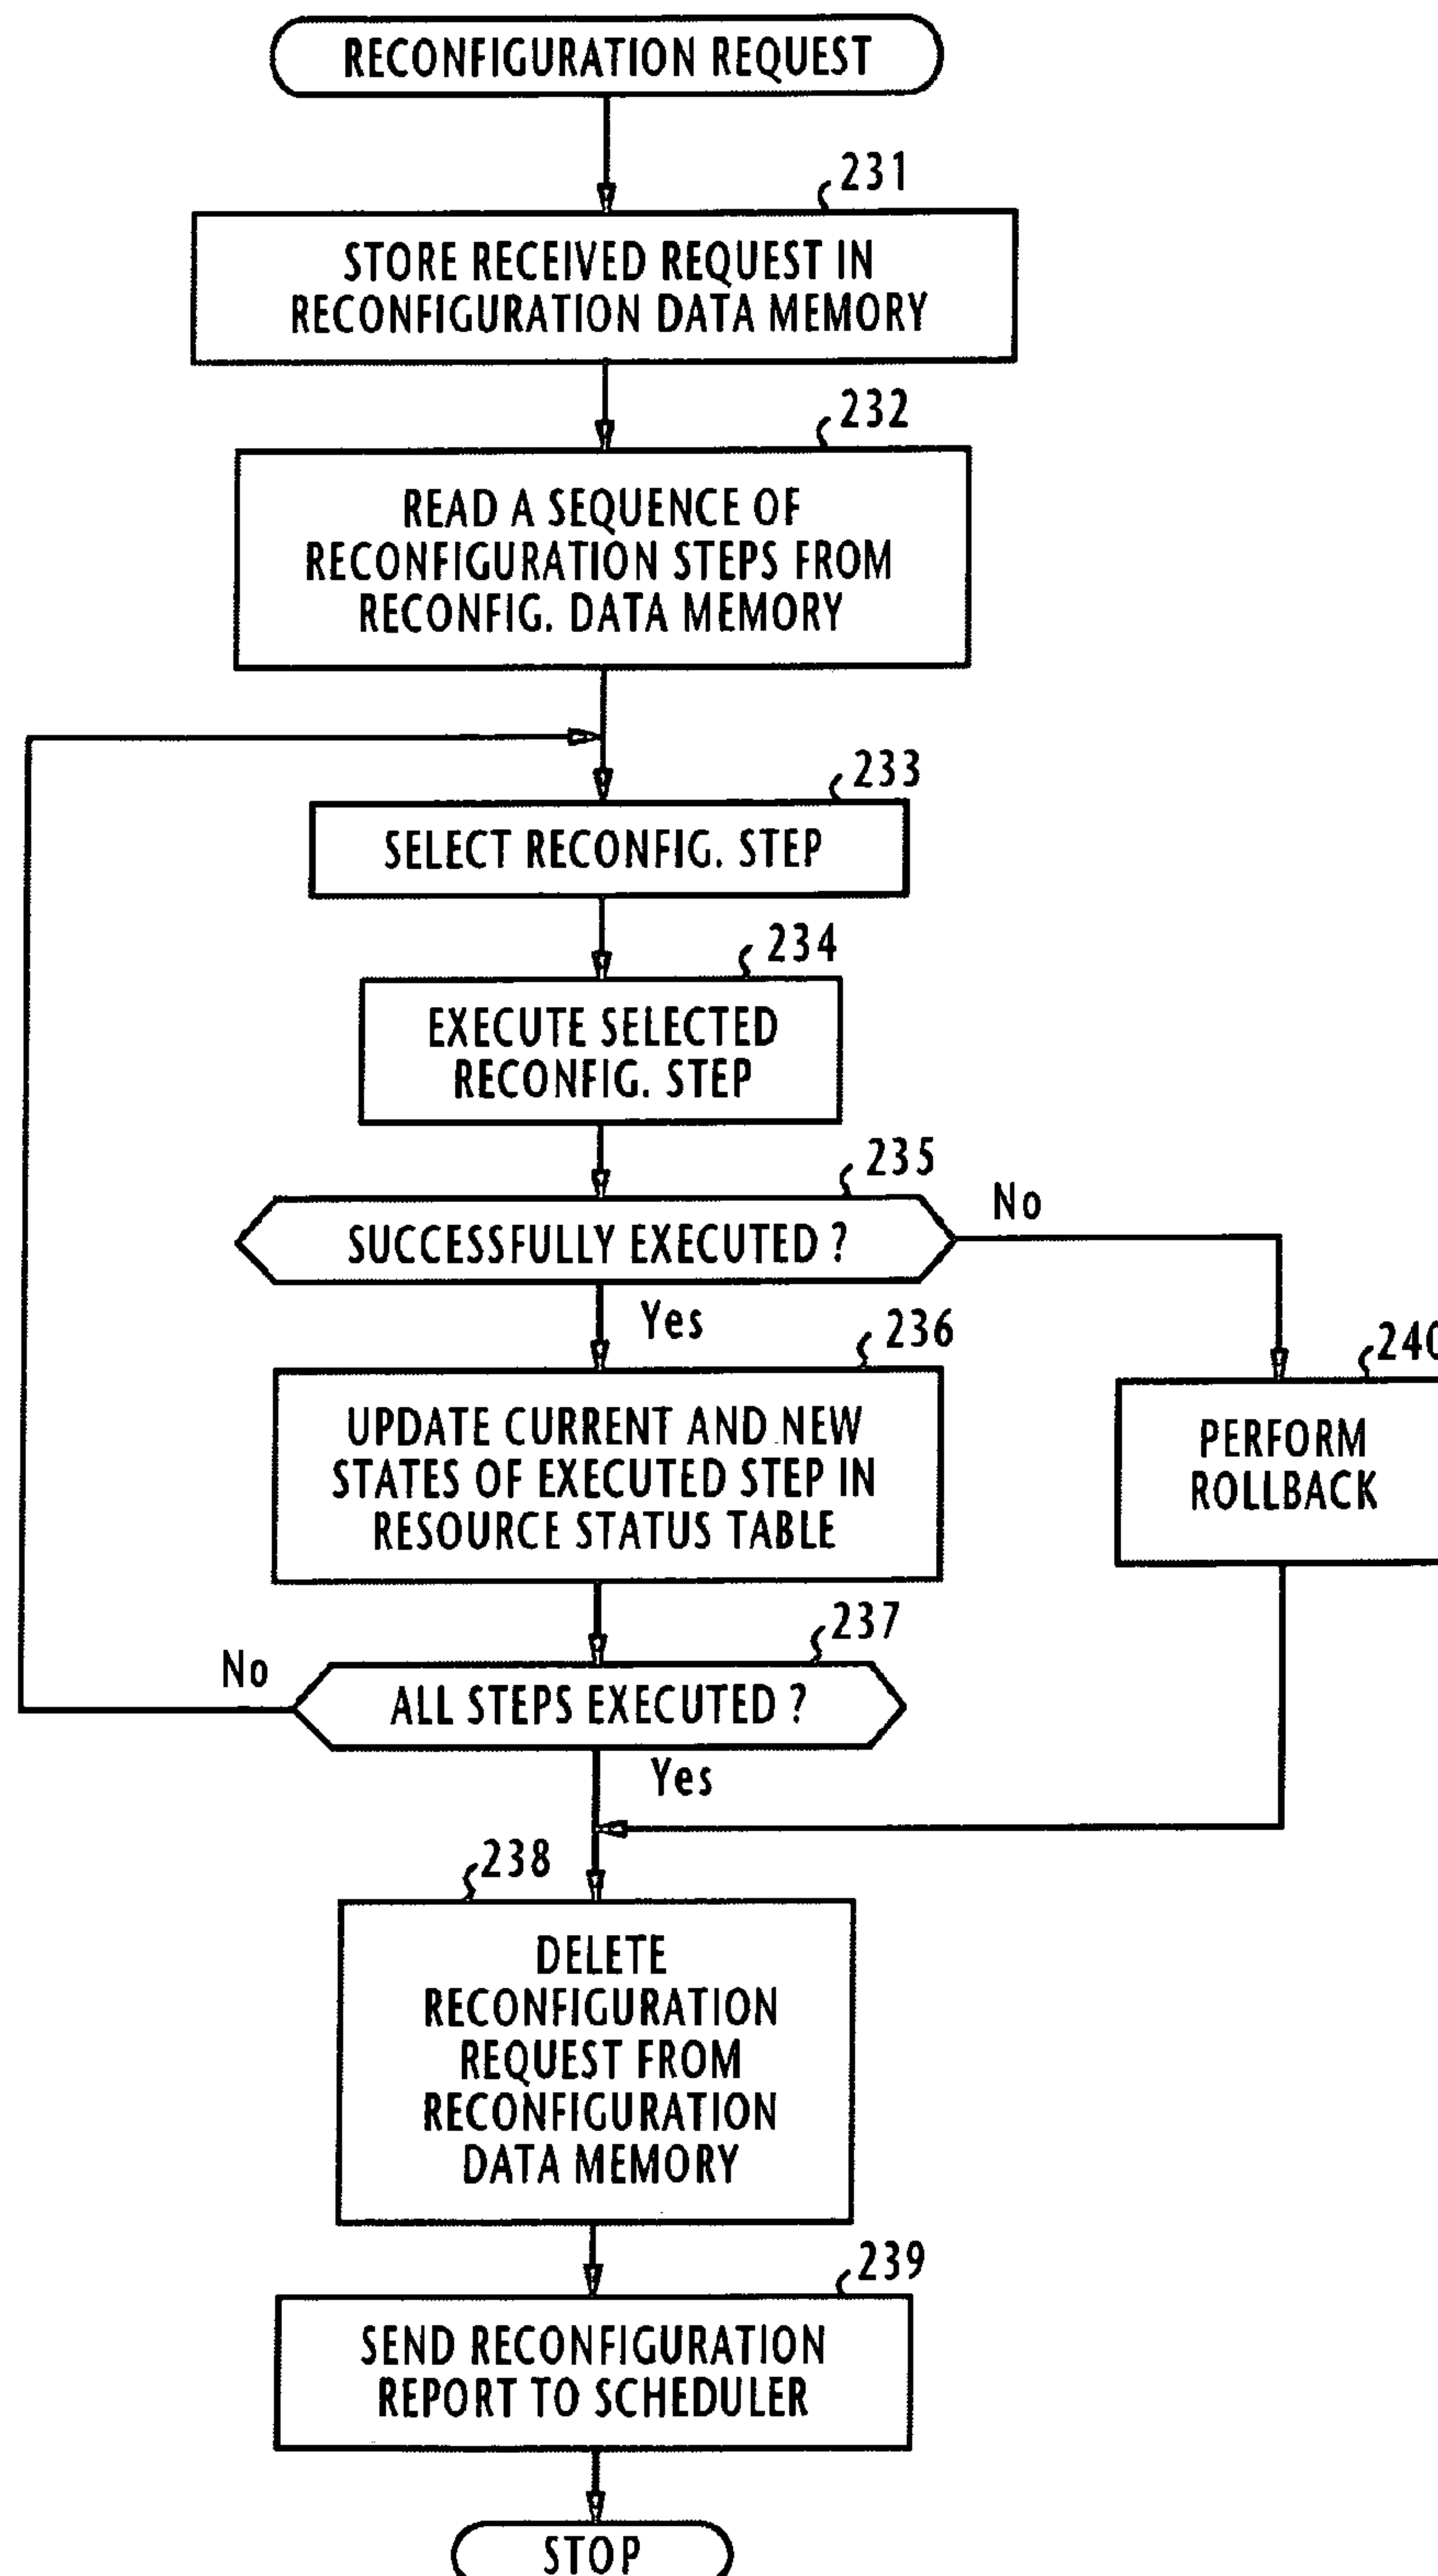 RECONFIGURATION REQUEST
231
STORE RECEIVED REQUEST IN
RECONFIGURATION DATA MEMORY
232
READ A SEQUENCE OF
RECONFIGURATION STEPS FROM
RECONFIG. DATA MEMORY
233
SELECT RECONFIG. STEP
234
EXECUTE SELECTED
RECONFIG. STEP
235
SUCCESSFULLY EXECUTED ?
No
Yes
236
UPDATE CURRENT AND NEW
STATES OF EXECUTED STEP IN
RESOURCE STATUS TABLE
240
PERFORM
ROLLBACK
237
No
ALL STEPS EXECUTED ?
Yes
238
DELETE
RECONFIGURATION
REQUEST FROM
RECONFIGURATION
DATA MEMORY
239
SEND RECONFIGURATION
REPORT TO SCHEDULER
STOP